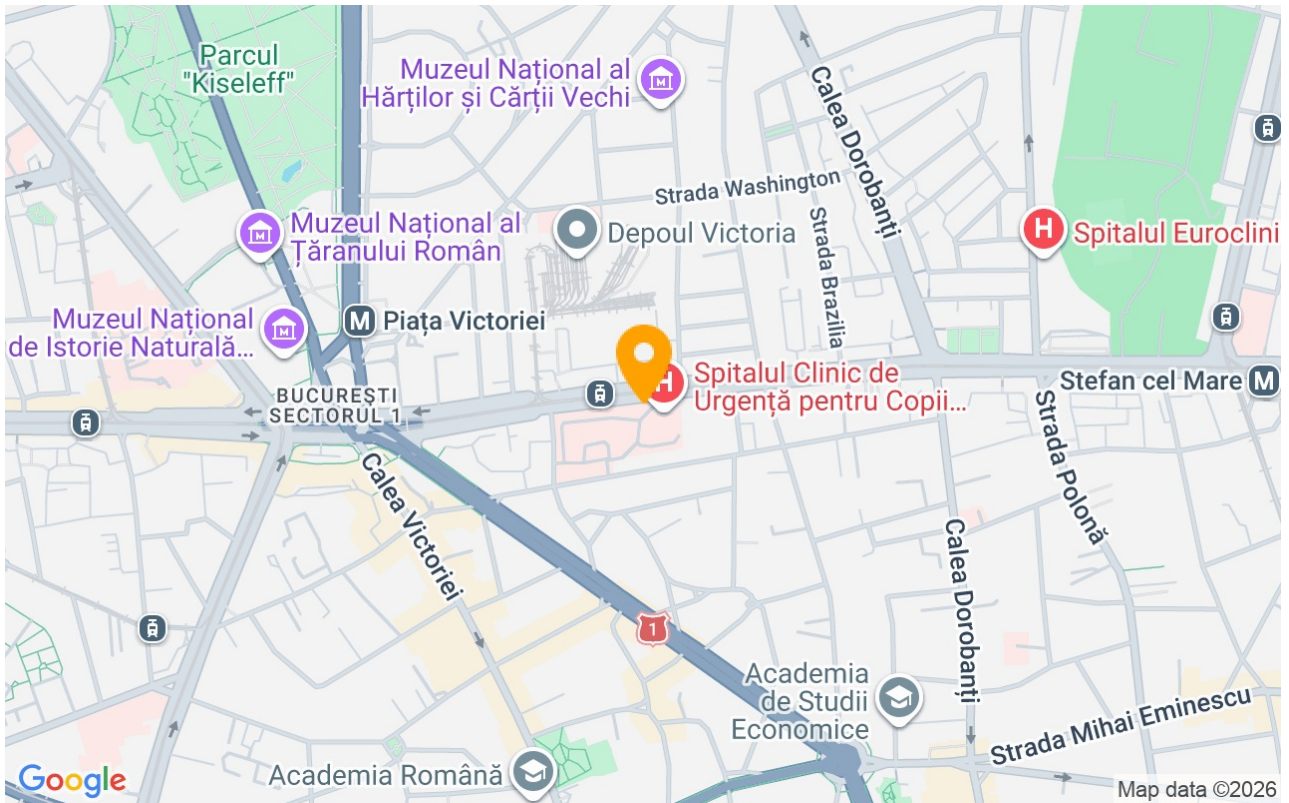 Parcul
"Kiseleff"
Muzeul Național al
Hărților și Cărții Vechi
Calea Dorobanți
Strada Washington
Muzeul Național al
Țăranului Român
Depoul Victoria
Strada Brazilia
H
Spitalul Euroclini
Muzeul Național
de Istorie Naturală...
M
Piața Victoriei
BUCUREȘTI
SECTORUL 1
H
Spitalul Clinic de
Urgență pentru Copii...
Stefan cel Mare
M
Strada Polonă
Calea Victoriei
Calea Dorobanți
1
Academia
de Studii
Economice
Strada Mihai Eminescu
Academia Română
Google
Map data ©2026